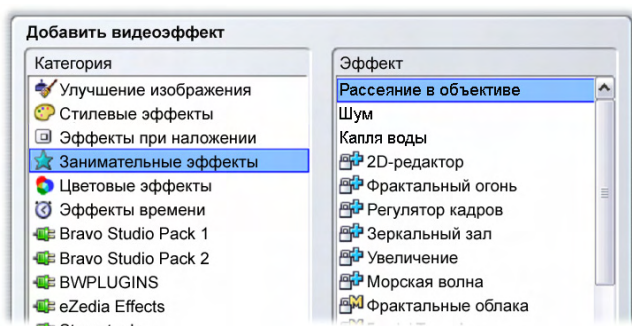 Добавить видеоэффект
Категория
Улучшение изображения
Стилевые эффекты
Эффекты при наложении
Занимательные эффекты
Цветовые эффекты
Эффекты времени
Bravo Studio Pack 1
Bravo Studio Pack 2
BWPLUGINS
eZedia Effects
Эффект
Рассеяние в объективе
Шум
Капля воды
2D-редактор
Фрактальный огонь
Регулятор кадров
Зеркальный зал
Увеличение
Морская волна
Фрактальные облака